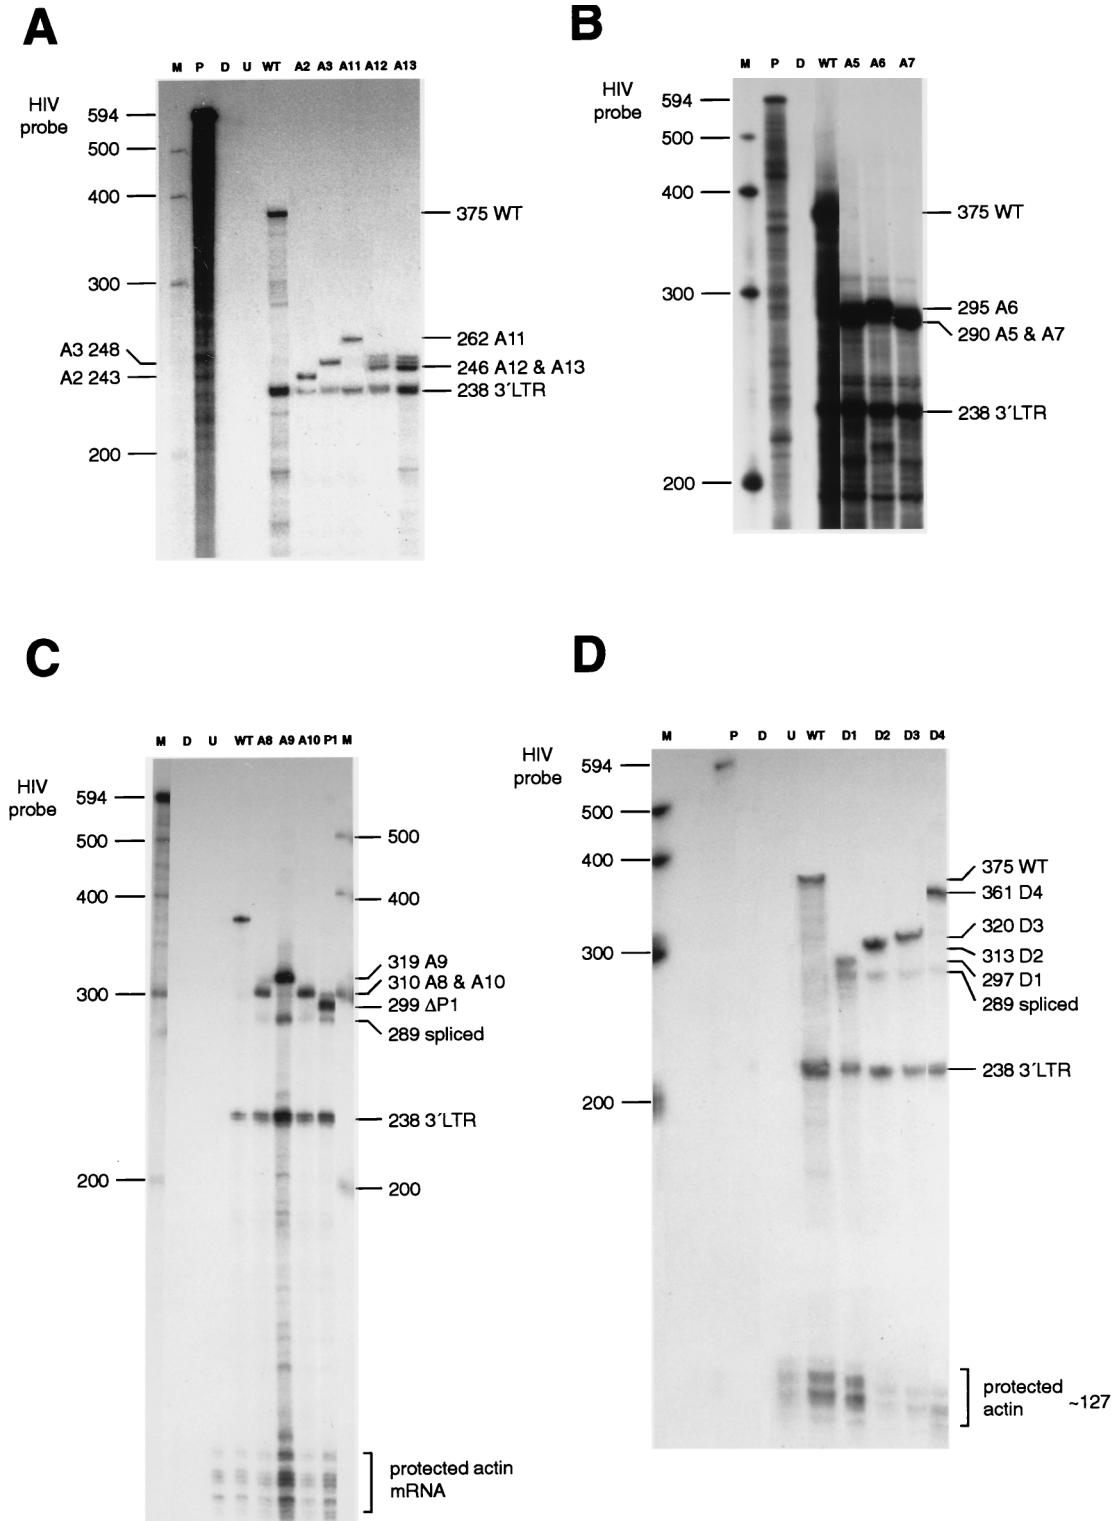 A
M P D U WT A2 A3 A11 A12 A13
HIV
probe
594
500
400
300
A3 248
A2 243
200
375 WT
262 A11
246 A12 & A13
238 3´LTR
B
M P D WT A5 A6 A7
HIV
probe
594
500
400
300
200
375 WT
295 A6
290 A5 & A7
238 3´LTR
C
M D U WT A8 A9 A10 P1 M
HIV
probe
594
500
400
300
200
500
400
319 A9
310 A8 & A10
299 ΔP1
289 spliced
238 3´LTR
200
protected actin
mRNA
D
M P D U WT D1 D2 D3 D4
HIV
probe
594
500
400
300
200
375 WT
361 D4
320 D3
313 D2
297 D1
289 spliced
238 3´LTR
protected
actin
~127